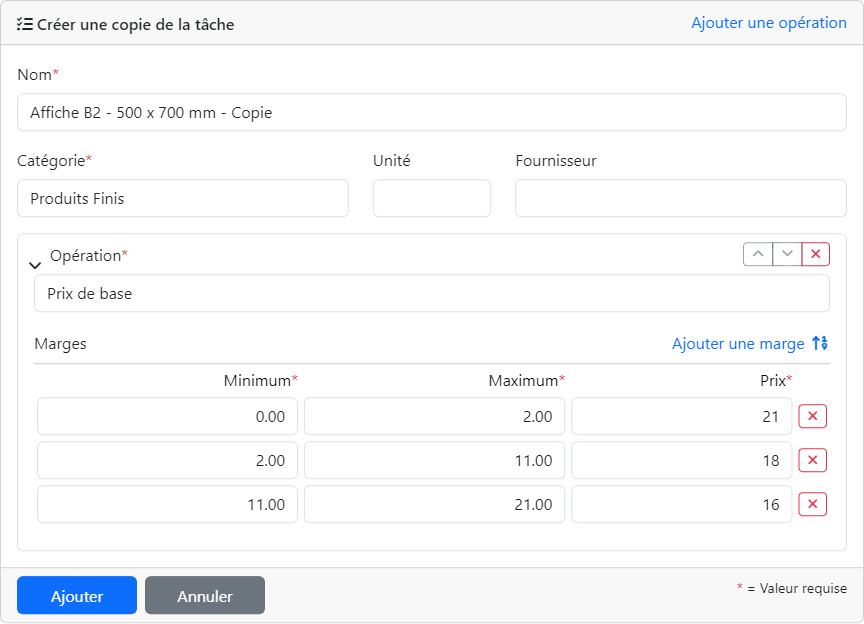 Créer une copie de la tâche Ajouter une opération
Nom*
Affiche B2 - 500 x 700 mm - Copie
Catégorie* Unité Fournisseur
Produits Finis
Opération*
Prix de base
Marges Ajouter une marge
Minimum* Maximum* Prix*
0.00 2.00 21
2.00 11.00 18
11.00 21.00 16
Ajouter Annuler * = Valeur requise